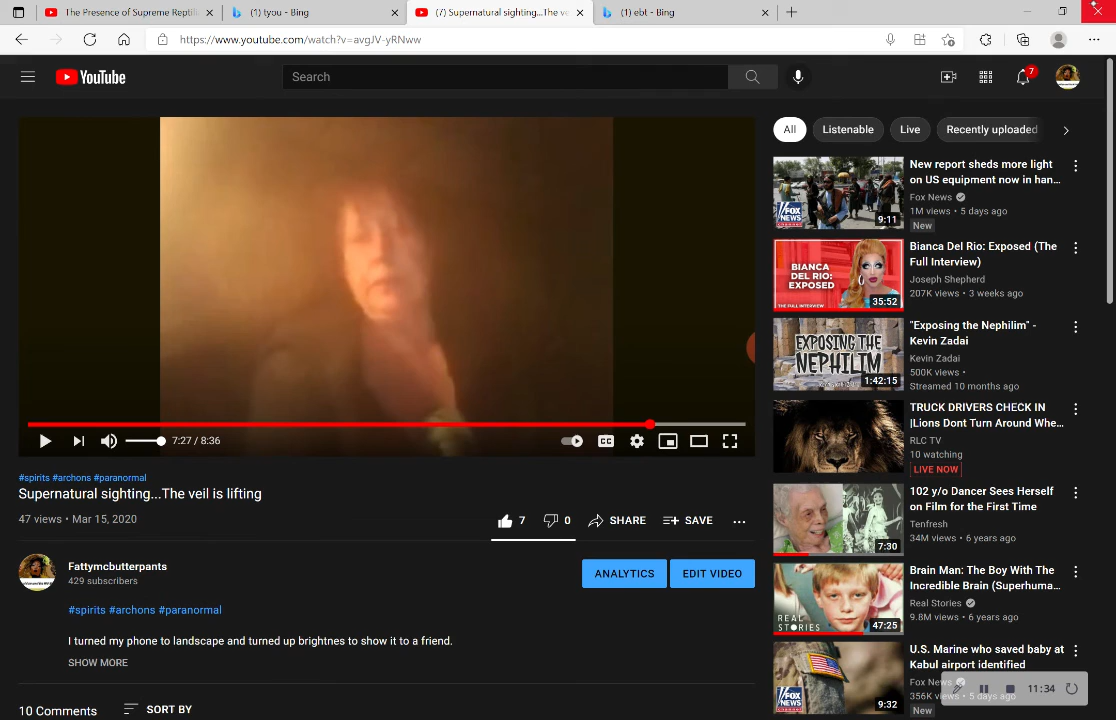 The Presence of Supreme Reptili
(1) tyou - Bing
(7) Supernatural sighting...The ve
(1) ebt - Bing
https://www.youtube.com/watch?v=avgJV-yRNww
YouTube
Search
7
All
Listenable
Live
Recently uploaded
New report sheds more light
on US equipment now in han...
Fox News
1M views • 5 days ago
New
FOX
NEWS
channel
9:11
Bianca Del Rio: Exposed (The
Full Interview)
Joseph Shepherd
207K views • 3 weeks ago
BIANCA
DEL RIO:
EXPOSED
THE FULL INTERVIEW
35:52
"Exposing the Nephilim" -
Kevin Zadai
Kevin Zadai
500K views •
Streamed 10 months ago
EXPOSING THE
NEPHILIM
1:42:15
TRUCK DRIVERS CHECK IN
|Lions Dont Turn Around Whe...
RLC TV
10 watching
LIVE NOW
7:27 / 8:36
CC
#spirits #archons #paranormal
Supernatural sighting...The veil is lifting
47 views • Mar 15, 2020
7
0
SHARE
SAVE
102 y/o Dancer Sees Herself
on Film for the First Time
Tenfresh
34M views • 6 years ago
7:30
Fattymcbutterpants
429 subscribers
ANALYTICS
EDIT VIDEO
#spirits #archons #paranormal
I turned my phone to landscape and turned up brightnes to show it to a friend.
SHOW MORE
Brain Man: The Boy With The
Incredible Brain (Superhuma...
Real Stories
9.8M views • 6 years ago
REAL
STORIES
47:25
U.S. Marine who saved baby at
Kabul airport identified
Fox News
356K views • 5 days ago
New
FOX
NEWS
channel
9:32
11:34
10 Comments
SORT BY